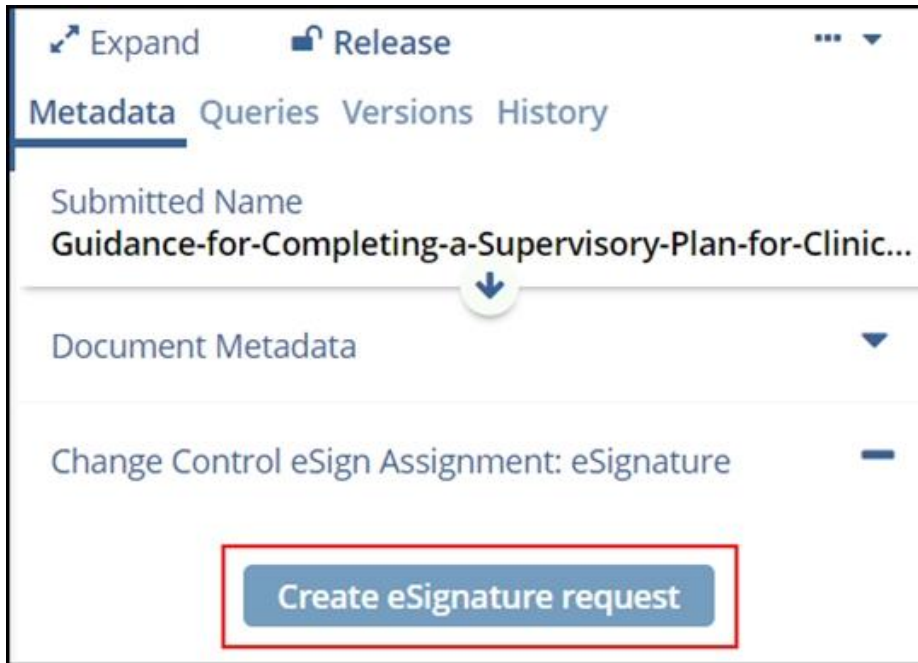 Expand Release ...
Metadata Queries Versions History
Submitted Name
Guidance-for-Completing-a-Supervisory-Plan-for-Clinic...
Document Metadata
Change Control eSign Assignment: eSignature
Create eSignature request